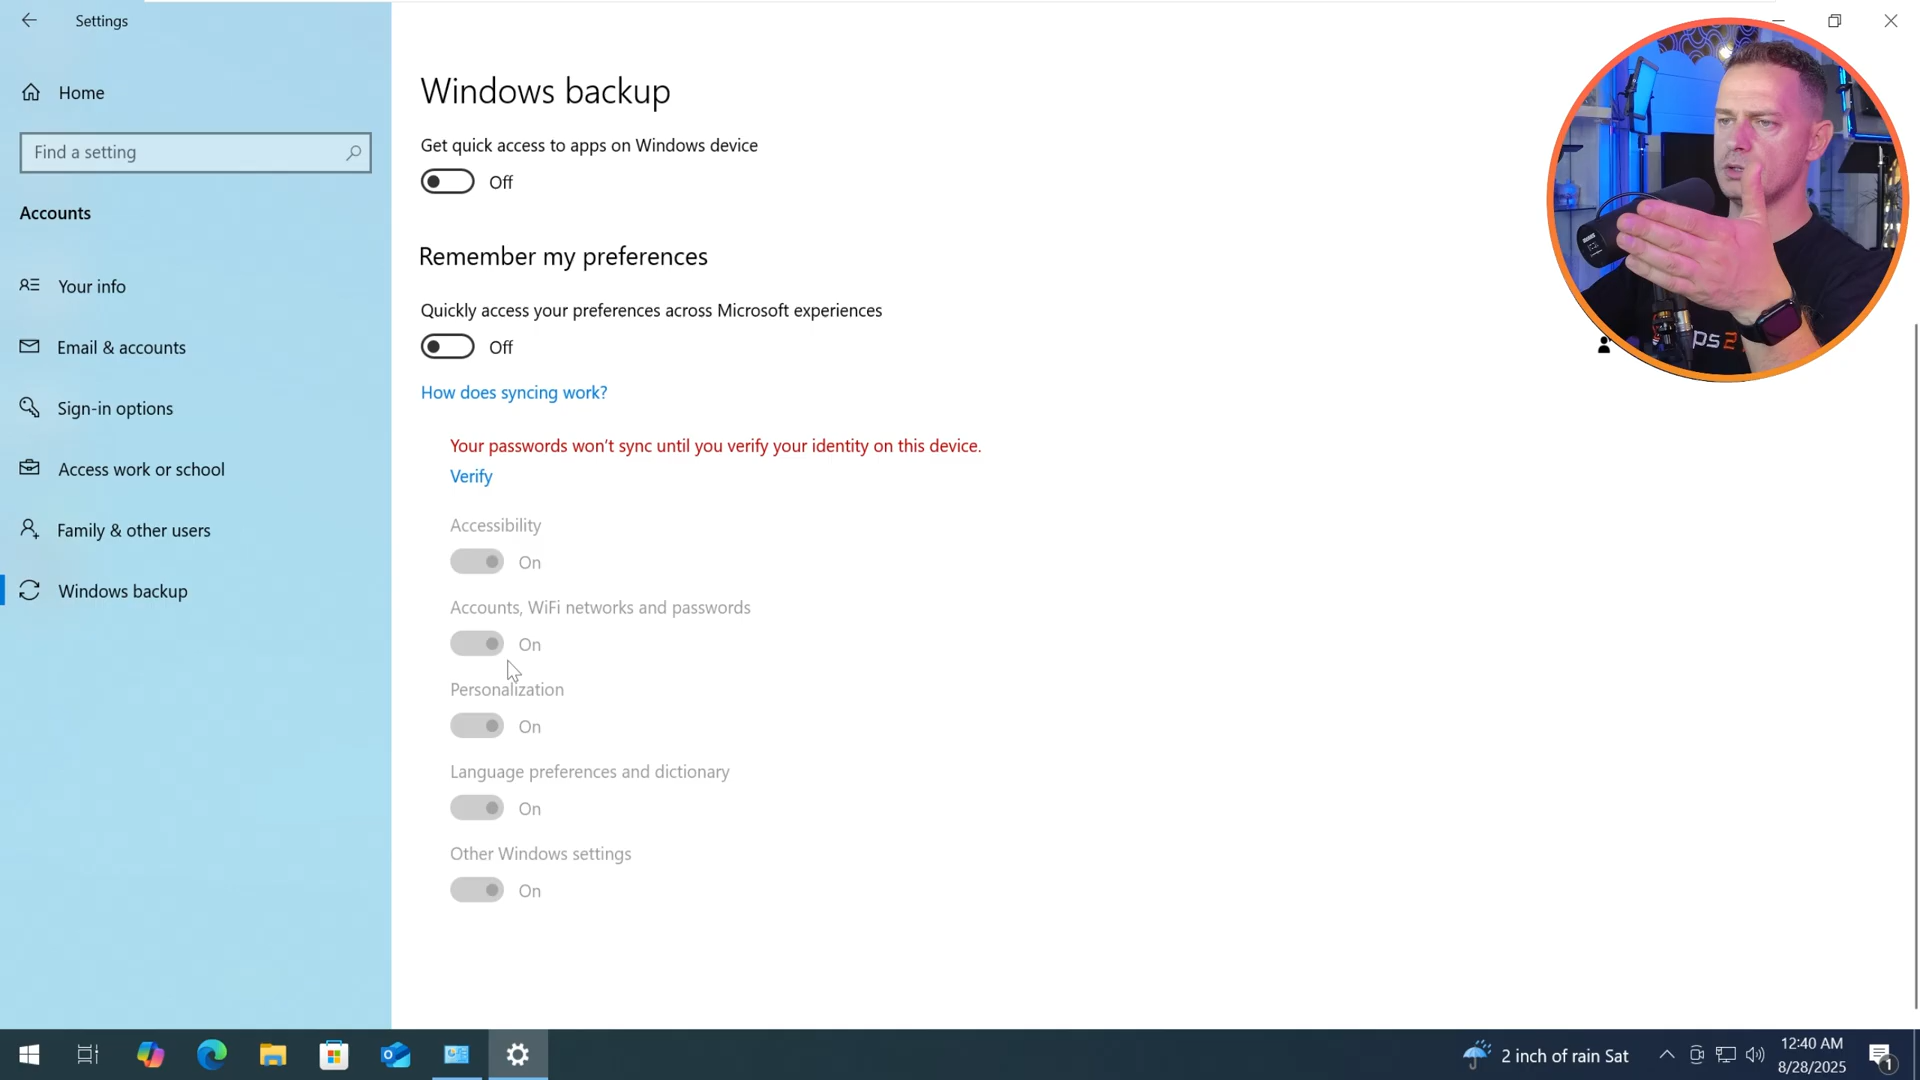 Settings
Home
Find a setting
Accounts
Your info
Email & accounts
Sign-in options
Access work or school
Family & other users
Windows backup
Windows backup
Get quick access to apps on Windows device
Off
Remember my preferences
Quickly access your preferences across Microsoft experiences
Off
How does syncing work?
Your passwords won't sync until you verify your identity on this device.
Verify
Accessibility
On
Accounts, WiFi networks and passwords
On
Personalization
On
Language preferences and dictionary
On
Other Windows settings
On
ps2
2 inch of rain Sat
12:40 AM
8/28/2025
1